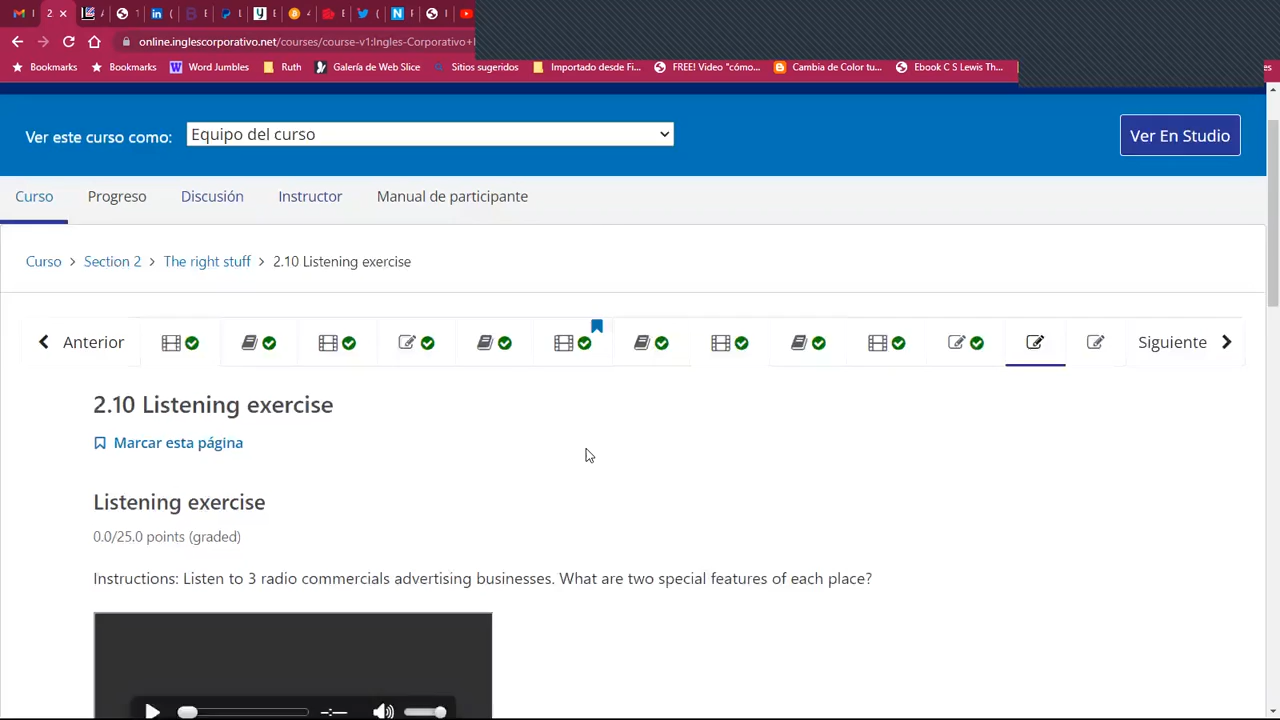 2
online.inglescorporativo.net/courses/course-v1:Ingles-Corporativo+
Bookmarks Bookmarks Word Jumbles Ruth Galería de Web Slice Sitios sugeridos Importado desde Fi... FREE! Video "cómo... Cambia de Color tu... Ebook C S Lewis Th... es
Ver este curso como: Equipo del curso Ver En Studio
Curso Progreso Discusión Instructor Manual de participante
Curso > Section 2 > The right stuff > 2.10 Listening exercise
Anterior Siguiente
2.10 Listening exercise
Marcar esta página
Listening exercise
0.0/25.0 points (graded)
Instructions: Listen to 3 radio commercials advertising businesses. What are two special features of each place?
-:--